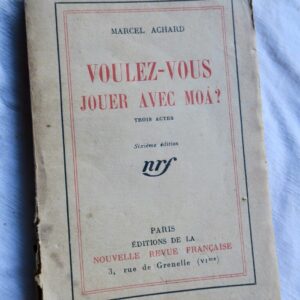 MARCEL ACHARD
VOULEZ-VOUS
JOUER AVEC MOÂ?
TROIS ACTES
Sixième édition
nrf
PARIS
ÉDITIONS DE LA
NOUVELLE REVUE FRANÇAISE
3, rue de Grenelle (VIme)